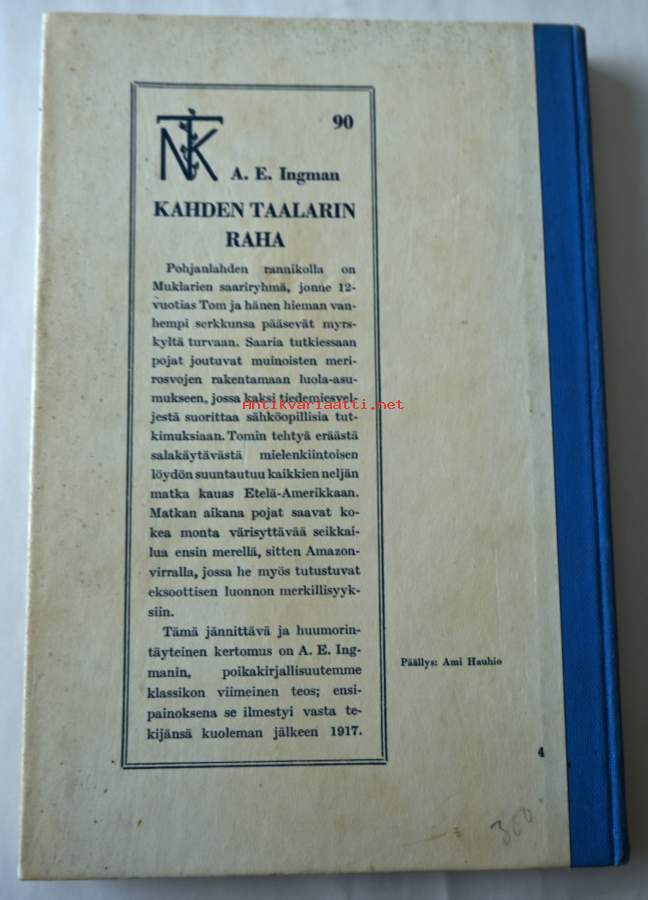 NTK
90
A. E. Ingman
KAHDEN TAALARIN
RAHA
Pohjanlahden rannikolla on
Muklarien saariryhmä, jonne 12-
vuotias Tom ja hänen hieman van-
hempi serkkunsa pääsevät myrs-
kyltä turvaan. Saaria tutkiessaan
pojat joutuvat muinoisten meri-
rosvojen rakentamaan luola-asu-
mukseen, jossa kaksi tiedemiesvel-
Antikvariaatti.net
jestä suorittaa sähköopillisia tut-
kimuksiaan. Tomin tehtyä eräästä
salakäytävästä mielenkiintoisen
löydön suuntautuu kaikkien neljän
matka kauas Etelä-Amerikkaan.
Matkan aikana pojat saavat ko-
kea monta värisyttävää seikkai-
lua ensin merellä, sitten Amazon-
virralla, jossa he myös tutustuvat
eksoottisen luonnon merkillisyyk-
siin.
Tämä jännittävä ja huumorin-
täyteinen kertomus on A. E. Ing-
manin, poikakirjallisuutemme
klassikon viimeinen teos; ensi-
painoksena se ilmestyi vasta te-
kijänsä kuoleman jälkeen 1917.
Päällys: Ami Hauhio
4
300